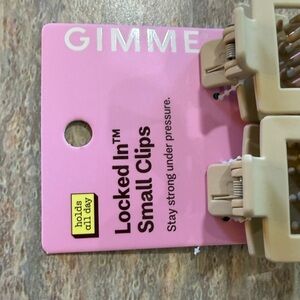 GIMME
Locked In™
Small Clips
Stay strong under pressure.
holds
all day